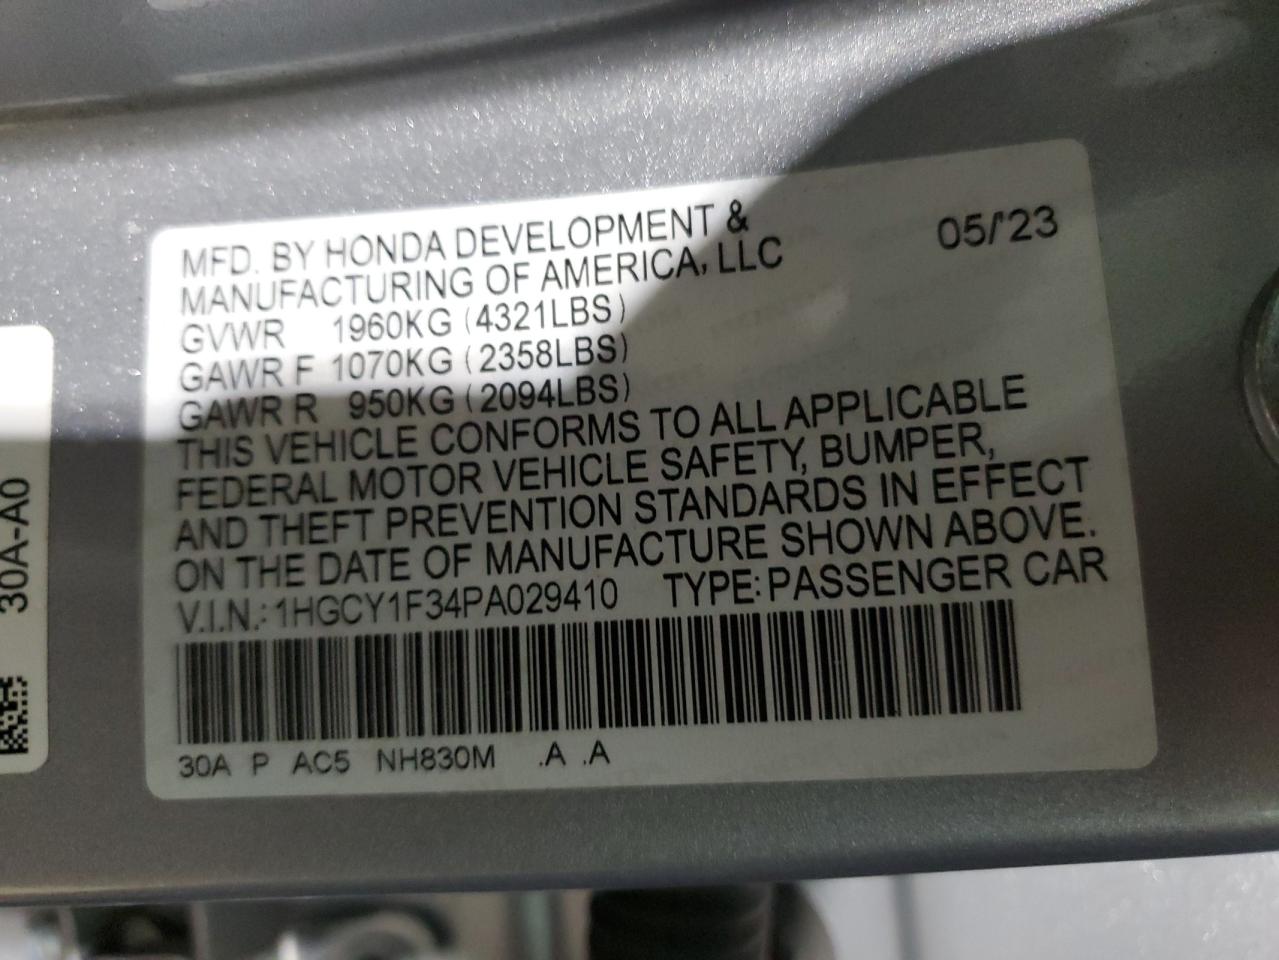 MFD. BY HONDA DEVELOPMENT &
MANUFACTURING OF AMERICA, LLC
05/'23
GVWR 1960KG (4321LBS)
GAWR F 1070KG (2358LBS)
GAWR R 950KG (2094LBS)
THIS VEHICLE CONFORMS TO ALL APPLICABLE
FEDERAL MOTOR VEHICLE SAFETY, BUMPER,
AND THEFT PREVENTION STANDARDS IN EFFECT
ON THE DATE OF MANUFACTURE SHOWN ABOVE.
V.I.N.: 1HGCY1F34PA029410 TYPE: PASSENGER CAR
30A P AC5 NH830M .A .A
30A-A0